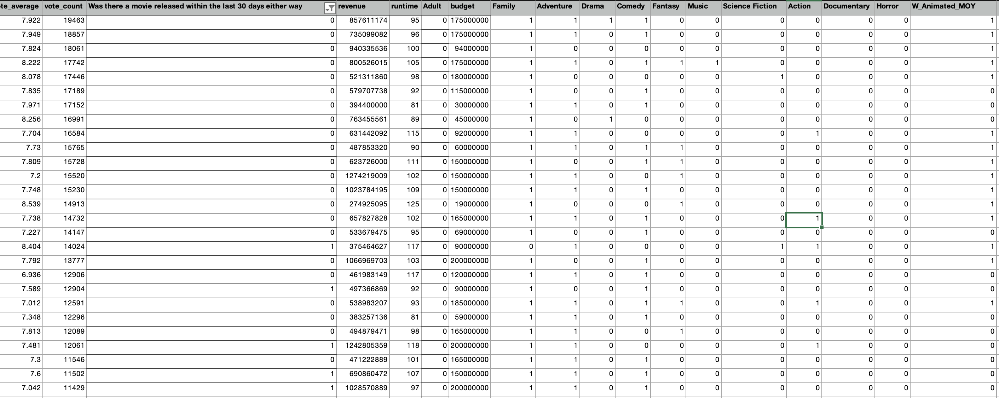 te_average vote_count Was there a movie released within the last 30 days either way revenue runtime Adult budget Family Adventure Drama Comedy Fantasy Music Science Fiction Action Documentary Horror W_Animated_MOY
7.922 19463 0 857611174 95 0 175000000 1 1 1 1 0 0 0 0 0 0 1
7.949 18857 0 735099082 96 0 175000000 1 1 0 1 0 0 0 0 0 0 1
7.824 18061 0 940335536 100 0 94000000 1 0 0 0 0 0 0 0 0 0 1
8.222 17742 0 800526015 105 0 175000000 1 1 0 1 1 1 0 0 0 0 1
8.078 17446 0 521311860 98 0 180000000 1 0 0 0 0 0 1 0 0 0 1
7.835 17189 0 579707738 92 0 115000000 1 0 0 1 0 0 0 0 0 0 0
7.971 17152 0 394400000 81 0 30000000 1 1 0 1 0 0 0 0 0 0 0
8.256 16991 0 763455561 89 0 45000000 1 0 1 0 0 0 0 0 0 0 0
7.704 16584 0 631442092 115 0 92000000 1 1 0 0 0 0 0 1 0 0 1
7.73 15765 0 487853320 90 0 60000000 1 1 0 1 1 0 0 0 0 0 1
7.809 15728 0 623726000 111 0 150000000 1 0 0 1 1 0 0 0 0 0 1
7.2 15520 0 1274219009 102 0 150000000 1 1 0 0 1 0 0 0 0 0 1
7.748 15230 0 1023784195 109 0 150000000 1 1 0 1 0 0 0 0 0 0 1
8.539 14913 0 274925095 125 0 19000000 1 0 0 0 1 0 0 0 0 0 1
7.738 14732 0 657827828 102 0 165000000 1 1 0 1 0 0 0 1 0 0 1
7.227 14147 0 533679475 95 0 69000000 1 0 0 1 0 0 0 0 0 0 0
8.404 14024 1 375464627 117 0 90000000 0 1 0 0 0 0 1 1 0 0 1
7.792 13777 0 1066969703 103 0 200000000 1 0 0 1 0 0 0 0 0 0 1
6.936 12906 0 461983149 117 0 120000000 1 1 0 1 0 0 0 0 0 0 0
7.589 12904 1 497366869 92 0 90000000 1 0 0 1 0 0 0 0 0 0 0
7.012 12591 0 538983207 93 0 185000000 1 1 0 1 1 0 0 1 0 0 1
7.348 12296 0 383257136 81 0 59000000 1 1 0 1 0 0 0 0 0 0 0
7.813 12089 0 494879471 98 0 165000000 1 1 0 0 1 0 0 0 0 0 0
7.481 12061 1 1242805359 118 0 200000000 1 1 0 0 0 0 0 1 0 0 0
7.3 11546 0 471222889 101 0 165000000 1 1 0 1 0 0 0 0 0 0 0
7.6 11502 1 690860472 107 0 150000000 1 1 0 1 0 0 0 0 0 0 0
7.042 11429 1 1028570889 97 0 200000000 1 1 0 1 0 0 0 0 0 0 0